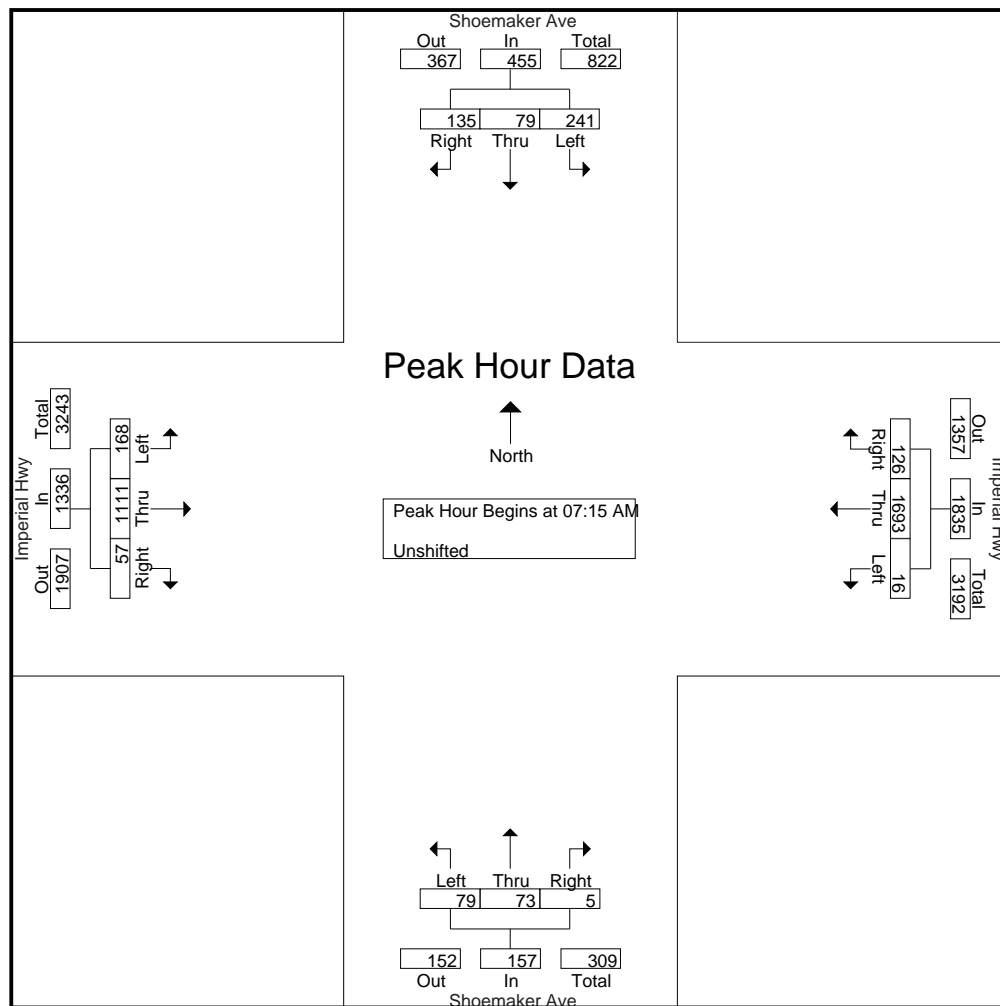 Shoemaker Ave
Out In Total
367 455 822
135 79 241
Right Thru Left
Peak Hour Data
North
Peak Hour Begins at 07:15 AM
Unshifted
Imperial Hwy
Total In Out
3243 1336 1907
168 1111 57
Left Thru Right
Right Thru Left
126 1693 16
Out In Total
1357 1835 3192
Imperial Hwy
Left Thru Right
79 73 5
152 157 309
Out In Total
Shoemaker Ave